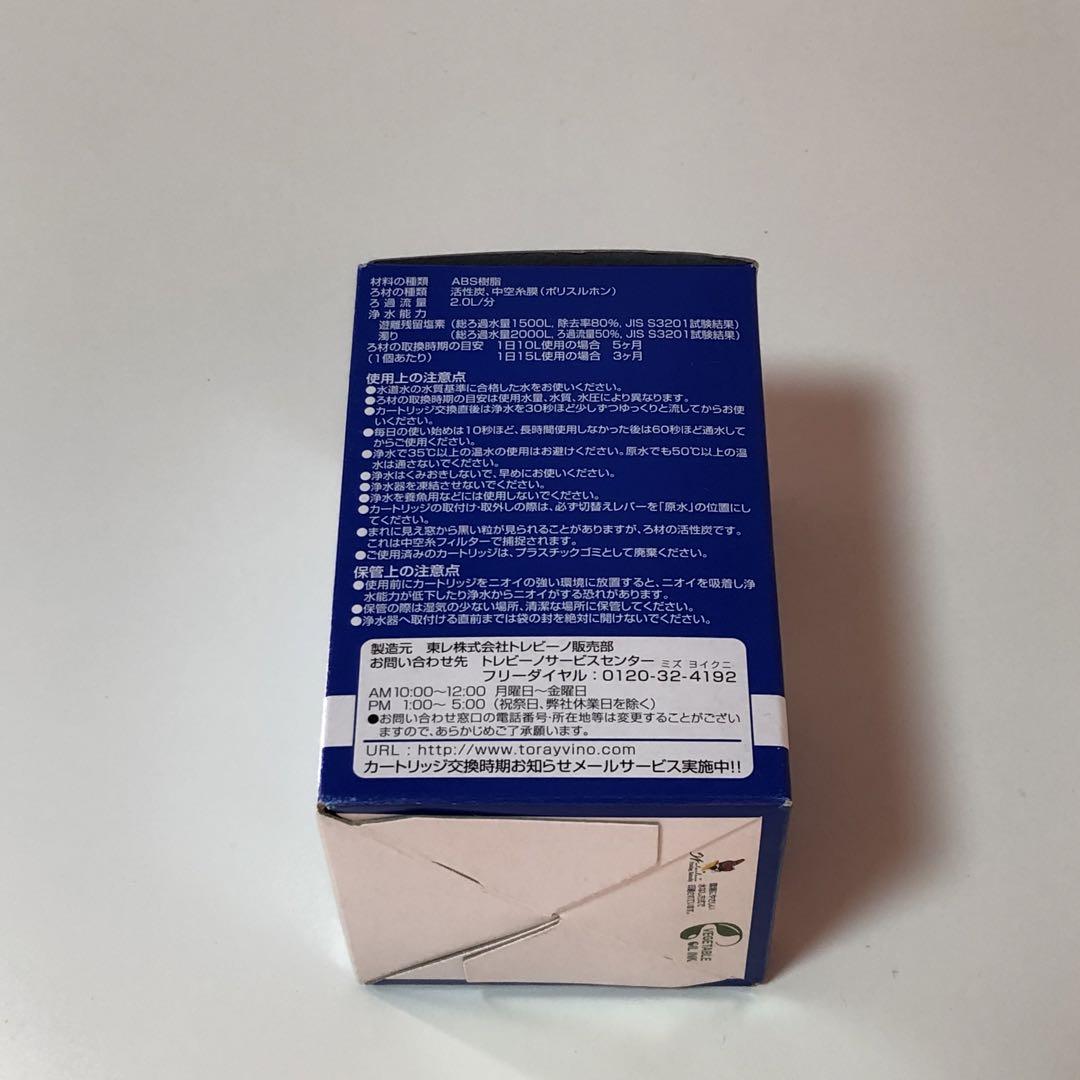 材料の種類 ABS樹脂
ろ材の種類 活性炭、中空糸膜(ポリスルホン)
ろ過流量 2.0L/分
浄水能力
遊離残留塩素 (総ろ過水量1500L, 除去率80%, JIS S3201試験結果)
濁り (総ろ過水量2000L, ろ過流量50%, JIS S3201試験結果)
ろ材の取換時期の目安 1日10L使用の場合 5ヶ月
(1個あたり) 1日15L使用の場合 3ヶ月
使用上の注意点
●水道水の水質基準に合格した水をお使いください。
●ろ材の取換時期の目安は使用水量、水質、水圧により異なります。
●カートリッジ交換直後は浄水を30秒ほど少しずつゆっくりと流してからお使
いください。
●毎日の使い始めは10秒ほど、長時間使用しなかった後は60秒ほど通水して
からご使用ください。
●浄水で35℃以上の温水の使用はお避けください。原水でも50℃以上の温
水は通さないでください。
●浄水はくみおきしないで、早めにお使いください。
●浄水器を凍結させないでください。
●浄水を養魚用などには使用しないでください。
●カートリッジの取付け・取外しの際は、必ず切替えレバーを「原水」の位置にし
てください。
●まれに見え窓から黒い粒が見られることがありますが、ろ材の活性炭です。
これは中空糸フィルターで捕捉されます。
●ご使用済みのカートリッジは、プラスチックゴミとして廃棄ください。
保管上の注意点
●使用前にカートリッジをニオイの強い環境に放置すると、ニオイを吸着し浄
水能力が低下したり浄水からニオイがする恐れがあります。
●保管の際は湿気の少ない場所、清潔な場所に保管してください。
●浄水器へ取付ける直前までは袋の封を絶対に開けないでください。
製造元 東レ株式会社トレビーノ販売部
お問い合わせ先 トレビーノサービスセンター ミズ ヨイクニ
フリーダイヤル:0120-32-4192
AM10:00〜12:00 月曜日〜金曜日
PM 1:00〜 5:00 (祝祭日、弊社休業日を除く)
●お問い合わせ窓口の電話番号・所在地等は変更することがござい
ますので、あらかじめご了承願います。
URL : http://www.torayvino.com
カートリッジ交換時期お知らせメールサービス実施中!!
VEGETABLE
OIL INK